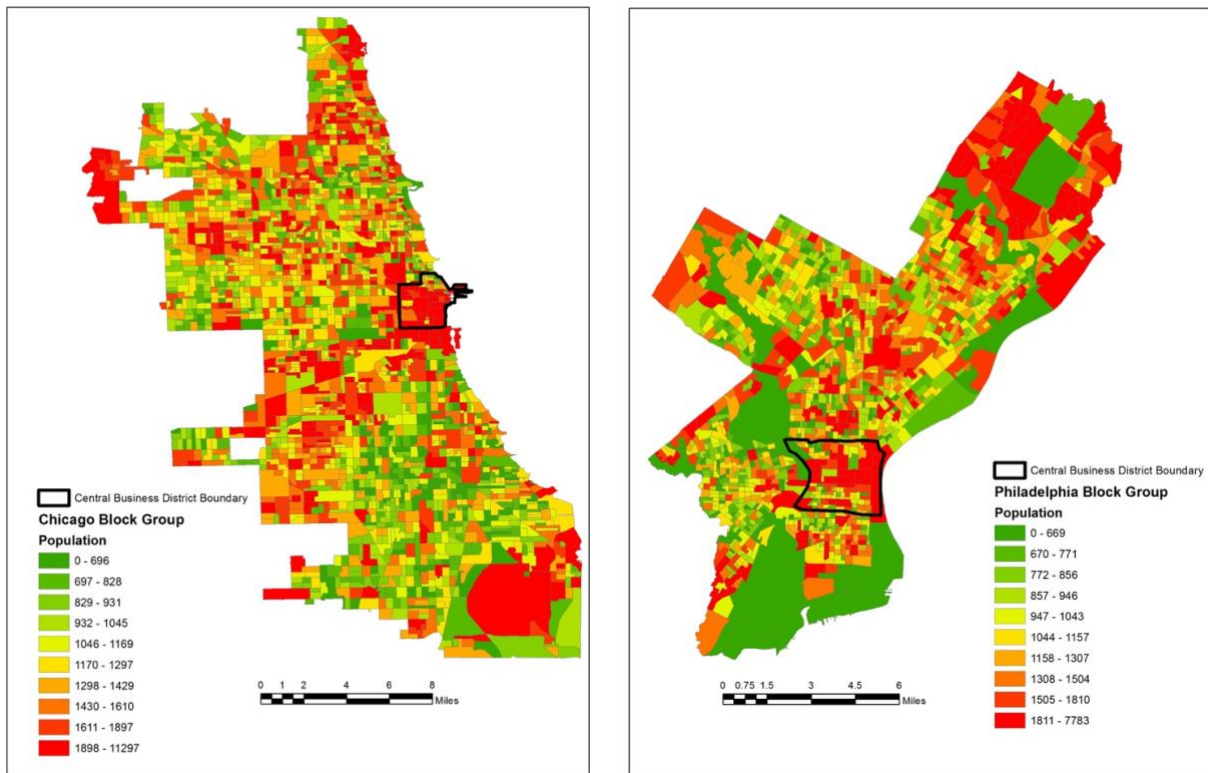 Central Business District Boundary
Chicago Block Group
Population
0 - 696
697 - 828
829 - 931
932 - 1045
1046 - 1169
1170 - 1297
1298 - 1429
1430 - 1610
1611 - 1897
1898 - 11297
0 1 2 4 6 8
Miles
Central Business District Boundary
Philadelphia Block Group
Population
0 - 669
670 - 771
772 - 856
857 - 946
947 - 1043
1044 - 1157
1158 - 1307
1308 - 1504
1505 - 1810
1811 - 7783
0 0.75 1.5 3 4.5 6
Miles